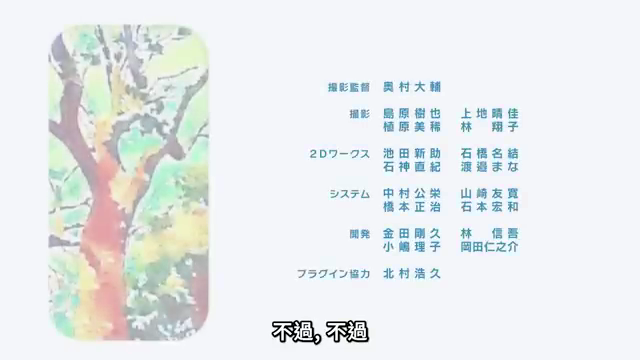 撮影監督 奥村大輔
撮影 島原樹也 上地晴佳
植原美稀 林 翔子
2Dワークス 池田新助 石橋名結
石神直紀 渡邉まな
システム 中村公栄 山﨑友寛
橋本正治 石本宏和
開発 金田剛久 林 信吾
小嶋理子 岡田仁之介
プラグイン協力 北村浩久
不過, 不過